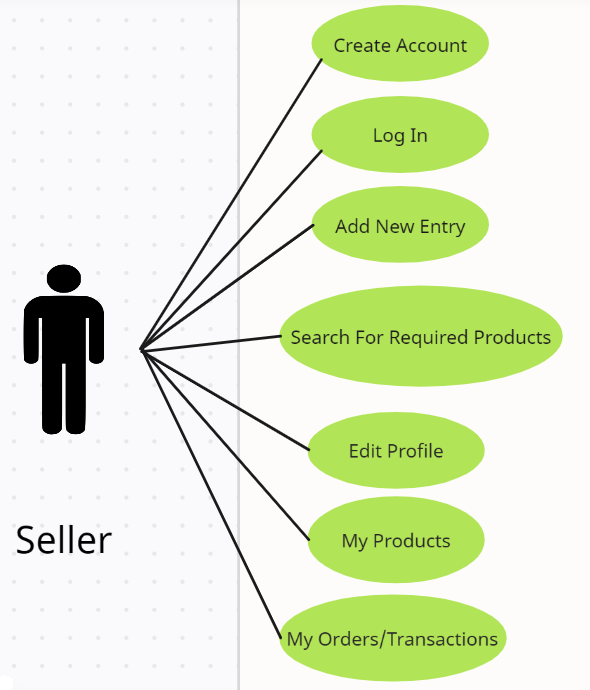 Create Account
Log In
Add New Entry
Search For Required Products
Edit Profile
My Products
My Orders/Transactions
Seller